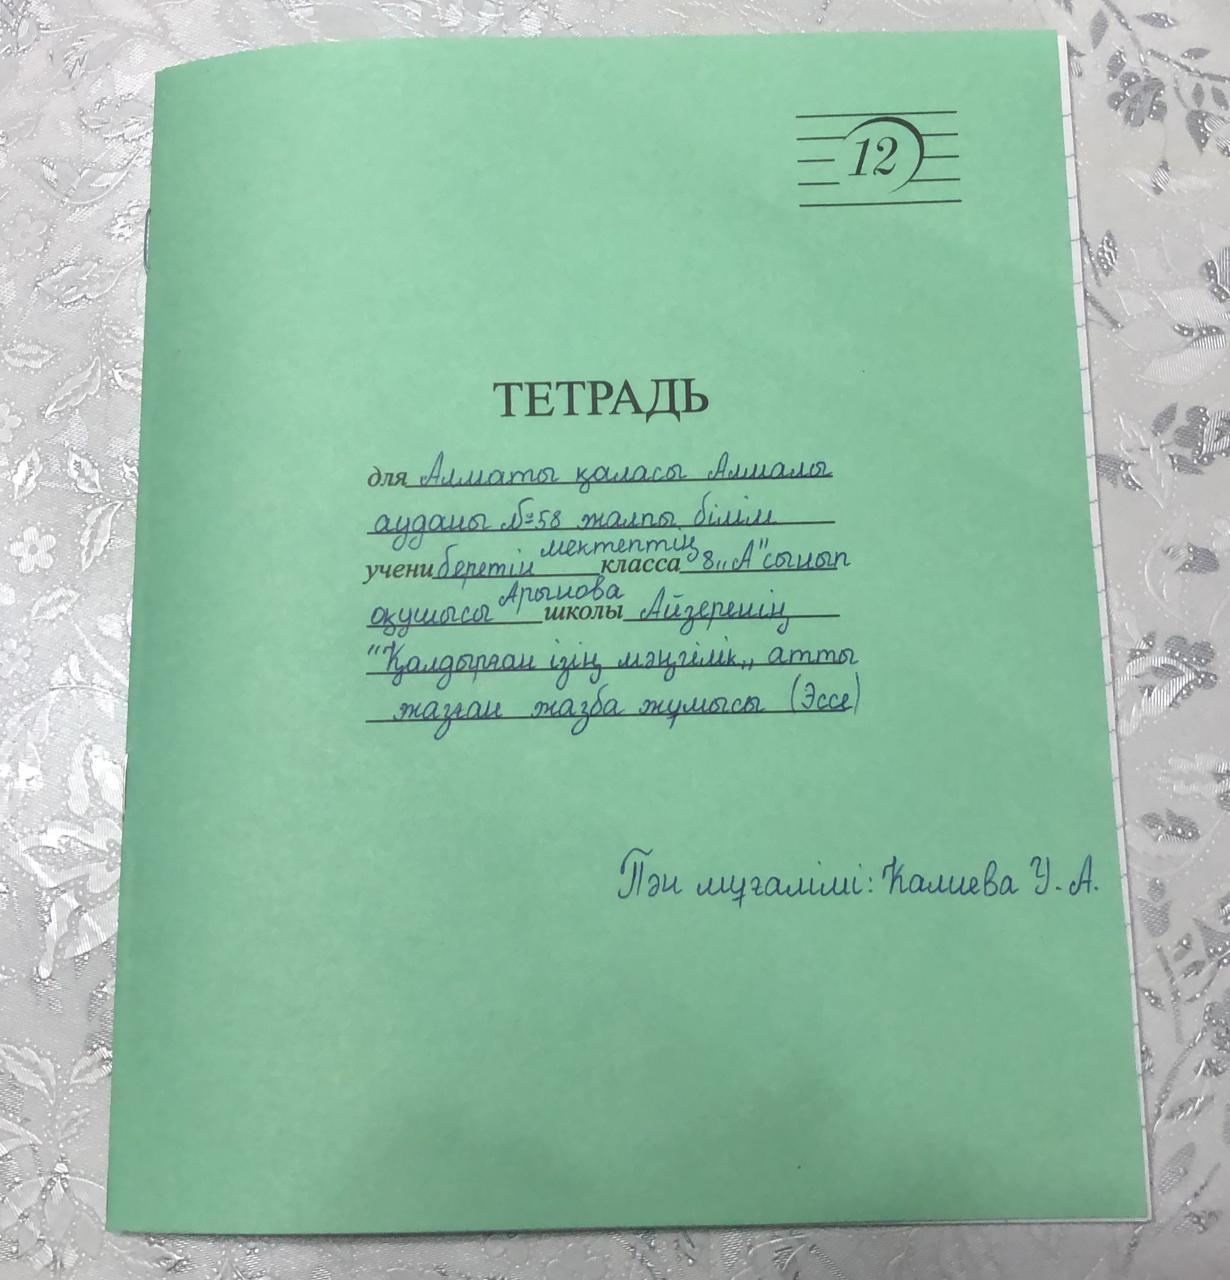 12
ТЕТРАДЬ
для Алматы қаласы Алмалы
ауданы №58 жалпы білім
учени беретін мектептің класса 8 „А" сынып
оқушысы Арынова школы Айзеренің
"Қалдырған ізің мәңгілік„ атты
жазған жазба жұмысы (Эссе)
Пән мұғалімі: Калиева У. А.